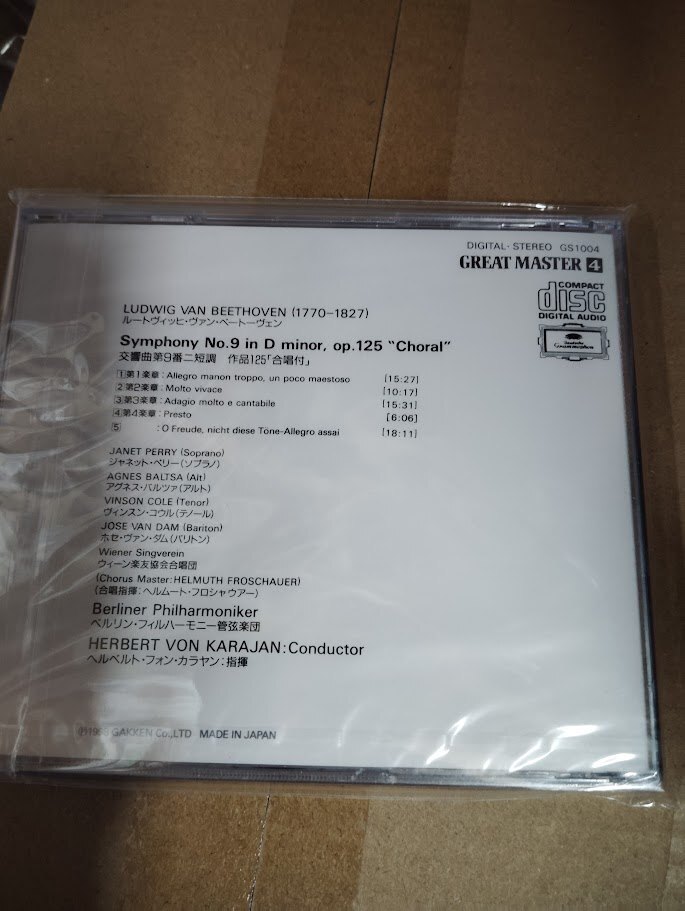 DIGITAL·STEREO GS1004
GREAT MASTER 4
COMPACT
disc
DIGITAL AUDIO
Deutsche
Grammophon
LUDWIG VAN BEETHOVEN (1770-1827)
ルートヴィッヒ・ヴァン・ベートーヴェン
Symphony No.9 in D minor, op.125 “Choral”
交響曲第9番ニ短調 作品125「合唱付」
1 第1楽章: Allegro manon troppo, un poco maestoso [15:27]
2 第2楽章: Molto vivace [10:17]
3 第3楽章: Adagio molto e cantabile [15:31]
4 第4楽章: Presto [6:06]
5 : O Freude, nicht diese Töne-Allegro assai [18:11]
JANET PERRY (Soprano)
ジャネット・ペリー(ソプラノ)
AGNES BALTSA (Alt)
アグネス・バルツァ(アルト)
VINSON COLE (Tenor)
ヴィンスン・コウル(テノール)
JOSE VAN DAM (Bariton)
ホセ・ヴァン・ダム(バリトン)
Wiener Singverein
ウィーン楽友協会合唱団
(Chorus Master: HELMUTH FROSCHAUER)
(合唱指揮:ヘルムート・フロシャウアー)
Berliner Philharmoniker
ベルリン・フィルハーモニー管弦楽団
HERBERT VON KARAJAN: Conductor
ヘルベルト・フォン・カラヤン:指揮
GAKKEN Co.,LTD MADE IN JAPAN